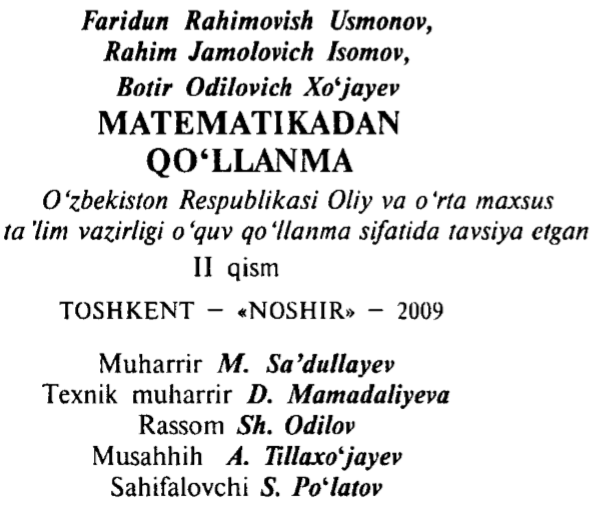 Faridun Rahimovish Usmonov,
Rahim Jamolovich Isomov,
Botir Odilovich Xo‘jayev
MATEMATIKADAN
QO‘LLANMA
O‘zbekiston Respublikasi Oliy va o‘rta maxsus
ta’lim vazirligi o‘quv qo‘llanma sifatida tavsiya etgan
II qism
TOSHKENT – «NOSHIR» – 2009
Muharrir M. Sa’dullayev
Texnik muharrir D. Mamadaliyeva
Rassom Sh. Odilov
Musahhih A. Tillaxo‘jayev
Sahifalovchi S. Po‘latov